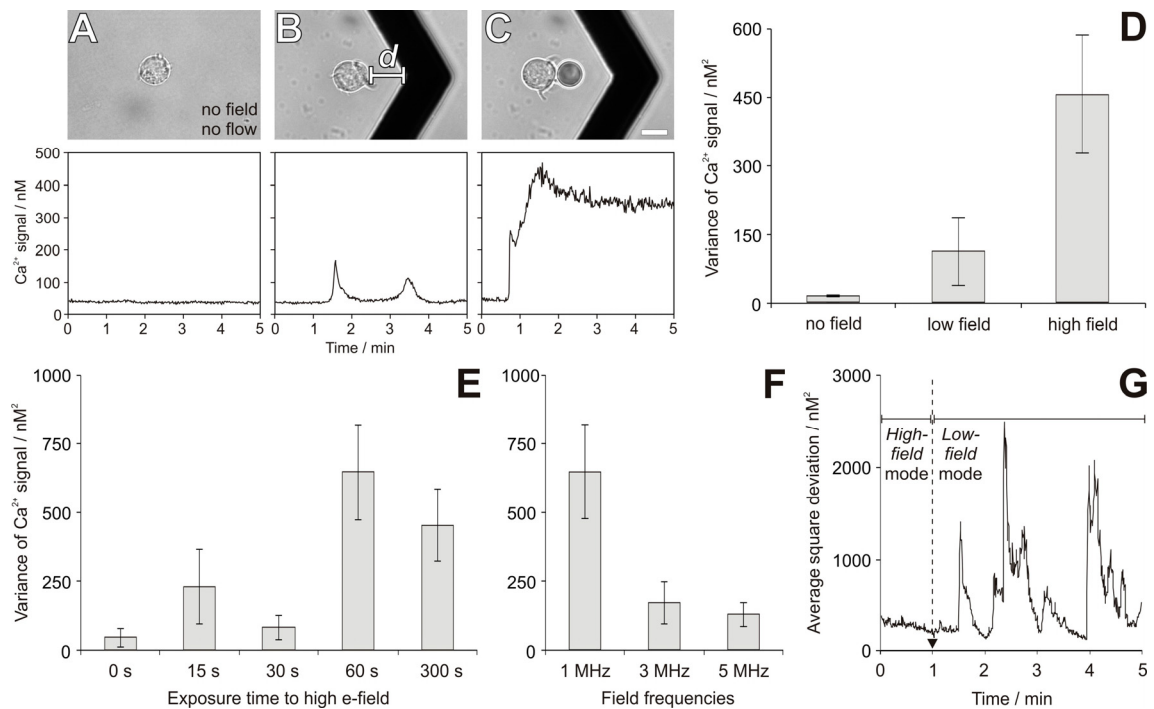 A
no field
no flow
B
d
C
Ca²⁺ signal / nM
500
400
300
200
100
0
0 1 2 3 4 5
0 1 2 3 4 5
0 1 2 3 4 5
Time / min
D
Variance of Ca²⁺ signal / nM²
600
450
300
150
0
no field low field high field
E
Variance of Ca²⁺ signal / nM²
1000
750
500
250
0
0 s 15 s 30 s 60 s 300 s
Exposure time to high e-field
F
1000
750
500
250
0
1 MHz 3 MHz 5 MHz
Field frequencies
G
Average square deviation / nM²
3000
2000
1000
0
High-
field
mode
Low-
field
mode
0 1 2 3 4 5
Time / min